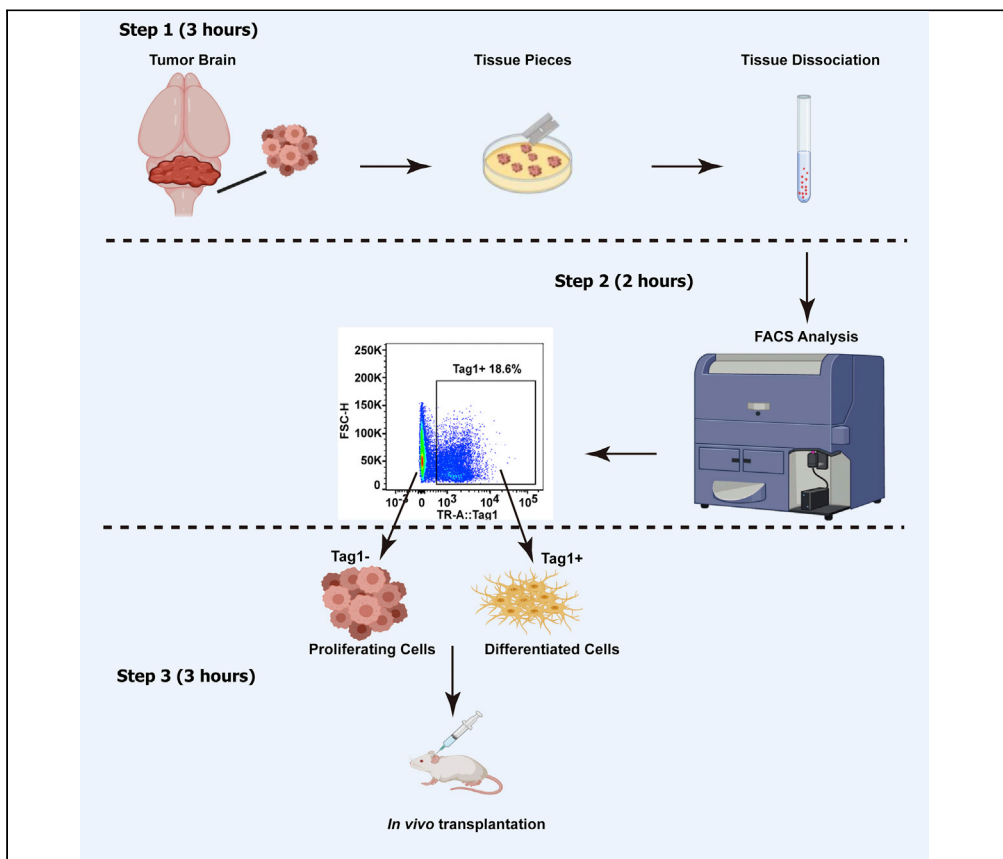 Step 1 (3 hours)
Tumor Brain
Tissue Pieces
Tissue Dissociation
Step 2 (2 hours)
FACS Analysis
250K
200K
150K
100K
50K
0
FSC-H
Tag1+ 18.6%
-10^3 0 10^3 10^4 10^5
TR-A::Tag1
Tag1-
Tag1+
Proliferating Cells
Differentiated Cells
Step 3 (3 hours)
In vivo transplantation